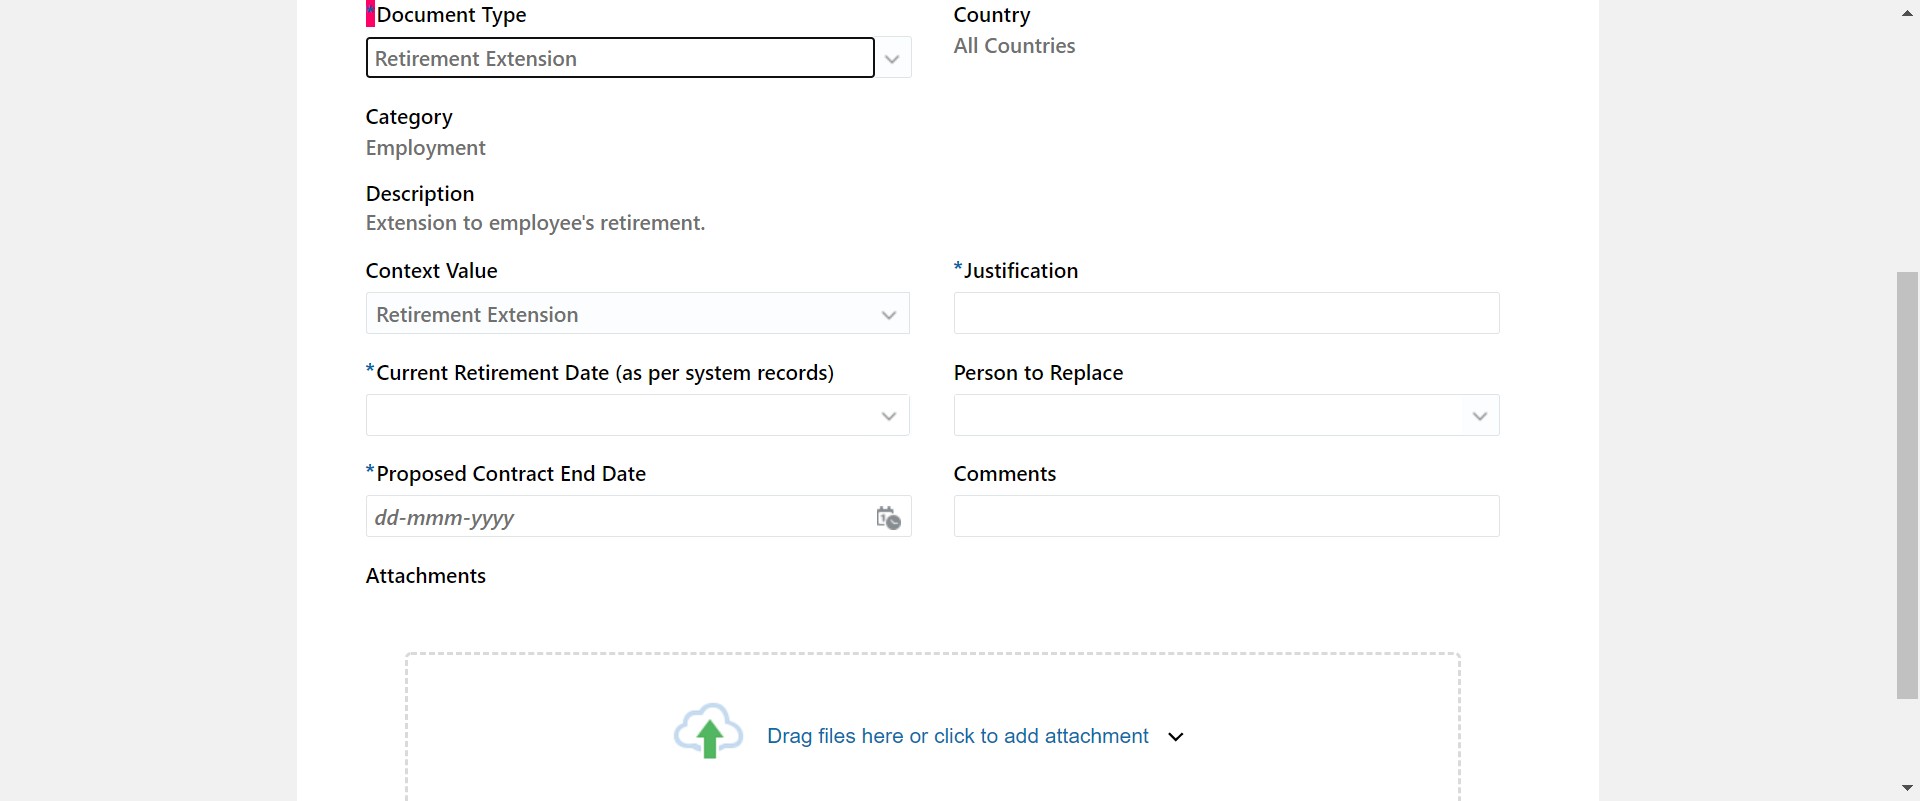 *Document Type
Retirement Extension
Country
All Countries
Category
Employment
Description
Extension to employee's retirement.
Context Value
Retirement Extension
*Justification
*Current Retirement Date (as per system records)
Person to Replace
*Proposed Contract End Date
dd-mmm-yyyy
Comments
Attachments
Drag files here or click to add attachment